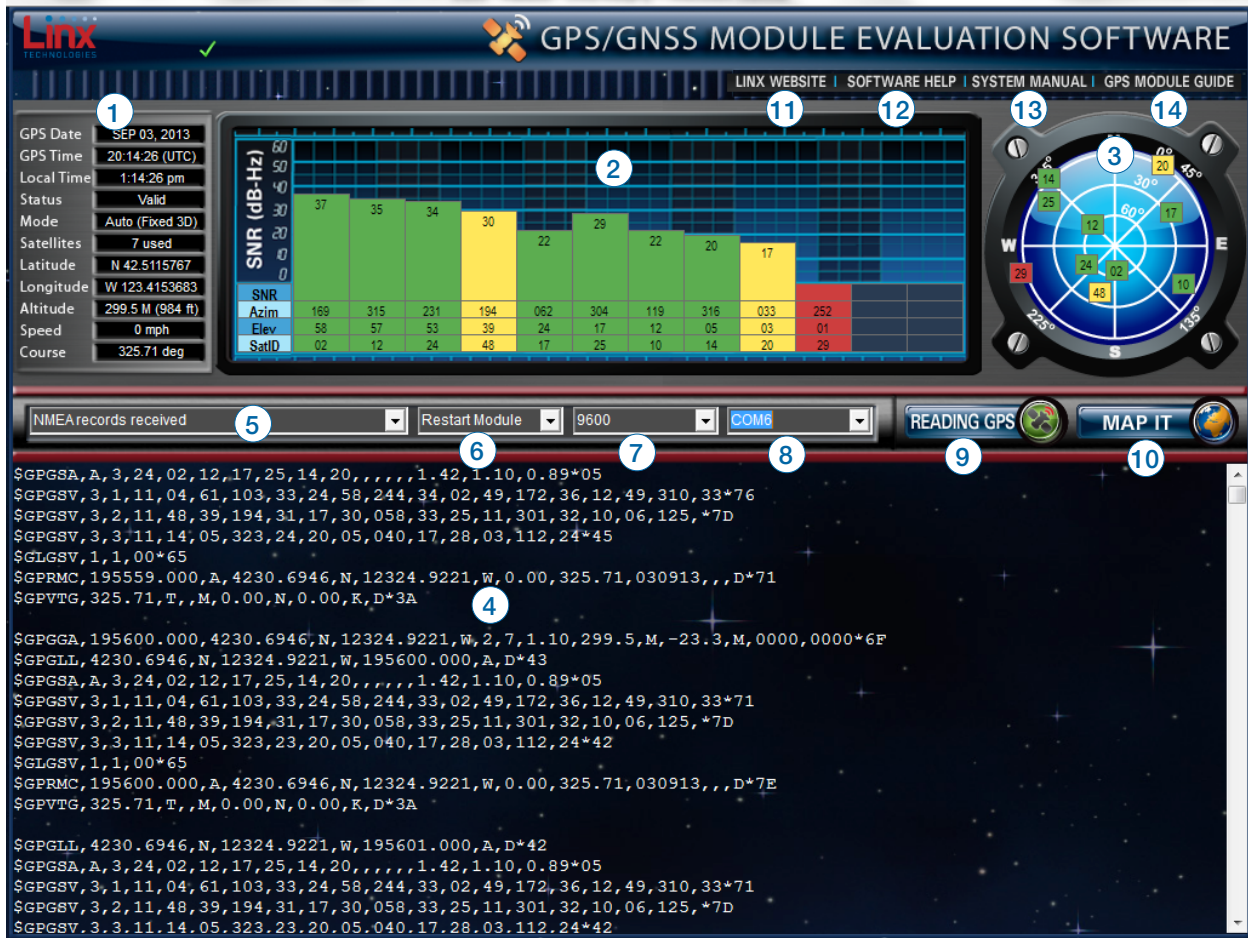 Linx
TECHNOLOGIES
GPS/GNSS MODULE EVALUATION SOFTWARE
LINX WEBSITE | SOFTWARE HELP | SYSTEM MANUAL | GPS MODULE GUIDE
11 12 13 14
1
GPS Date SEP 03, 2013
GPS Time 20:14:26 (UTC)
Local Time 1:14:26 pm
Status Valid
Mode Auto (Fixed 3D)
Satellites 7 used
Latitude N 42.5115767
Longitude W 123.4153683
Altitude 299.5 M (984 ft)
Speed 0 mph
Course 325.71 deg
2
SNR (dB-Hz)
60
50
40
30
20
10
0
37 35 34 30 22 29 22 20 17
SNR
Azim 169 315 231 194 062 304 119 316 033 252
Elev 58 57 53 39 24 17 12 05 03 01
SatID 02 12 24 48 17 25 10 14 20 29
3
0° 45° 30° 60°
20
14
25
17
12
W E
29
24 02
48
10
225° 135°
S
NMEA records received 5 Restart Module 9600 COM6 READING GPS MAP IT
6 7 8 9 10
$GPGSA,A,3,24,02,12,17,25,14,20,,,,,,1.42,1.10,0.89*05
$GPGSV,3,1,11,04,61,103,33,24,58,244,34,02,49,172,36,12,49,310,33*76
$GPGSV,3,2,11,48,39,194,31,17,30,058,33,25,11,301,32,10,06,125,*7D
$GPGSV,3,3,11,14,05,323,24,20,05,040,17,28,03,112,24*45
$GLGSV,1,1,00*65
$GPRMC,195559.000,A,4230.6946,N,12324.9221,W,0.00,325.71,030913,,,D*71
$GPVTG,325.71,T,,M,0.00,N,0.00,K,D*3A
4
$GPGGA,195600.000,4230.6946,N,12324.9221,W,2,7,1.10,299.5,M,-23.3,M,0000,0000*6F
$GPGLL,4230.6946,N,12324.9221,W,195600.000,A,D*43
$GPGSA,A,3,24,02,12,17,25,14,20,,,,,,1.42,1.10,0.89*05
$GPGSV,3,1,11,04,61,103,33,24,58,244,33,02,49,172,36,12,49,310,33*71
$GPGSV,3,2,11,48,39,194,31,17,30,058,33,25,11,301,32,10,06,125,*7D
$GPGSV,3,3,11,14,05,323,23,20,05,040,17,28,03,112,24*42
$GLGSV,1,1,00*65
$GPRMC,195600.000,A,4230.6946,N,12324.9221,W,0.00,325.71,030913,,,D*7E
$GPVTG,325.71,T,,M,0.00,N,0.00,K,D*3A
$GPGLL,4230.6946,N,12324.9221,W,195601.000,A,D*42
$GPGSA,A,3,24,02,12,17,25,14,20,,,,,,1.42,1.10,0.89*05
$GPGSV,3,1,11,04,61,103,33,24,58,244,33,02,49,172,36,12,49,310,33*71
$GPGSV,3,2,11,48,39,194,31,17,30,058,33,25,11,301,32,10,06,125,*7D
$GPGSV,3,3,11,14,05,323,23,20,05,040,17,28,03,112,24*42